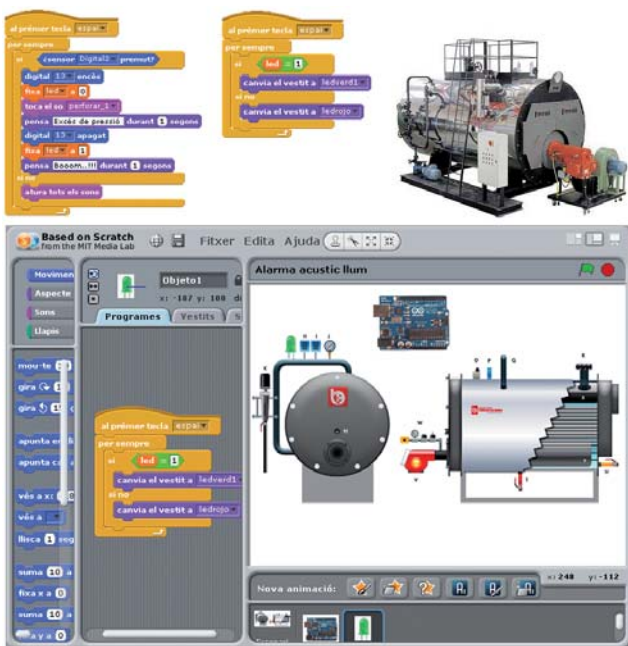 al prémer tecla espai
per sempre
si sensor Digital2 premut?
digital 13 encès
fixa led a 0
toca el so perforar_1
pensa Excés de pressió durant 1 segons
digital 13 apagat
fixa led a 1
pensa Booom...!!! durant 1 segons
si no
atura tots els sons
al prémer tecla espai
per sempre
si led = 1
canvia el vestit a ledverd1
si no
canvia el vestit a ledrojo
Based on Scratch
from the MIT Media Lab
Fitxer Edita Ajuda
Movimen
Aspecte
Sons
Llapis
mou-te
gira
gira
apunta en
apunta ca
vés a x:
vés a
llisca 1 seg
suma 10 a
fixa x a 0
suma 10 a
a y a 0
Objeto1
x: -187 y: 108
Programes Vestits S
al prémer tecla espai
per sempre
si led = 1
canvia el vestit a ledverd1
si no
canvia el vestit a ledrojo
Alarma acustic llum
Nova animació:
x: 248 y: -112